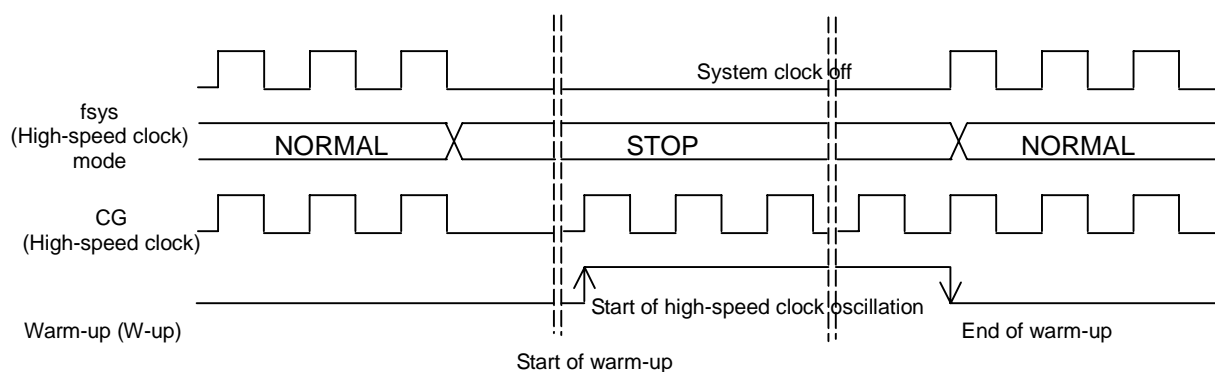 System clock off
fsys
(High-speed clock)
mode
NORMAL
STOP
NORMAL
CG
(High-speed clock)
Start of high-speed clock oscillation
Warm-up (W-up)
End of warm-up
Start of warm-up